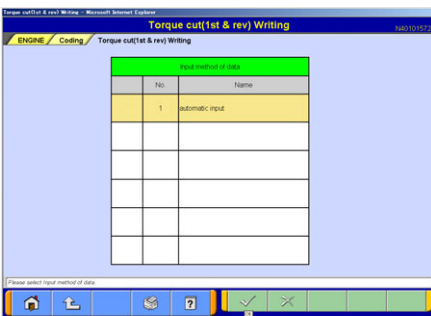 Torque cut(1st & rev) Writing - Microsoft Internet Explorer
Torque cut(1st & rev) Writing
N40101572
ENGINE Coding Torque cut(1st & rev) Writing
Input method of data
No. Name
1 automatic input
Please select Input method of data.
?